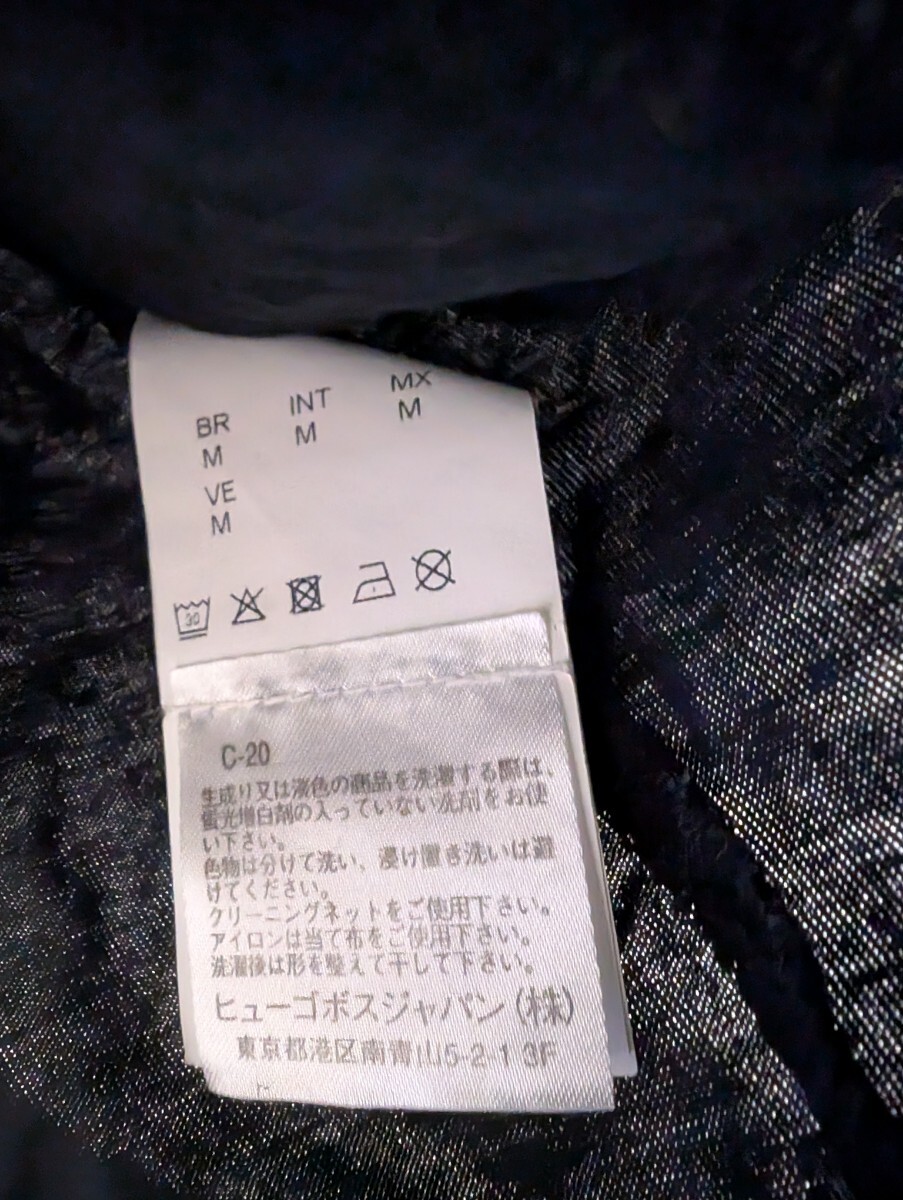 BR INT MX
M M M
VE
M
30
C-20
生成り又は淡色の商品を洗濯する際は、
蛍光増白剤の入っていない洗剤をお使
い下さい。
色物は分けて洗い、浸け置き洗いは避
けてください。
クリーニングネットをご使用下さい。
アイロンは当て布をご使用下さい。
洗濯後は形を整えて干して下さい。
ヒューゴボスジャパン(株)
東京都港区南青山5-2-1 3F